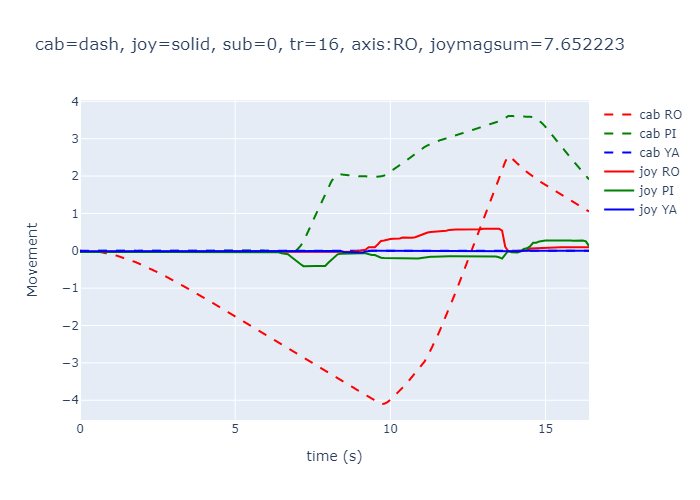 cab=dash, joy=solid, sub=0, tr=16, axis:RO, joymagsum=7.652223
4
3
2
1
0
−1
−2
−3
−4
Movement
0 5 10 15
time (s)
cab RO
cab PI
cab YA
joy RO
joy PI
joy YA